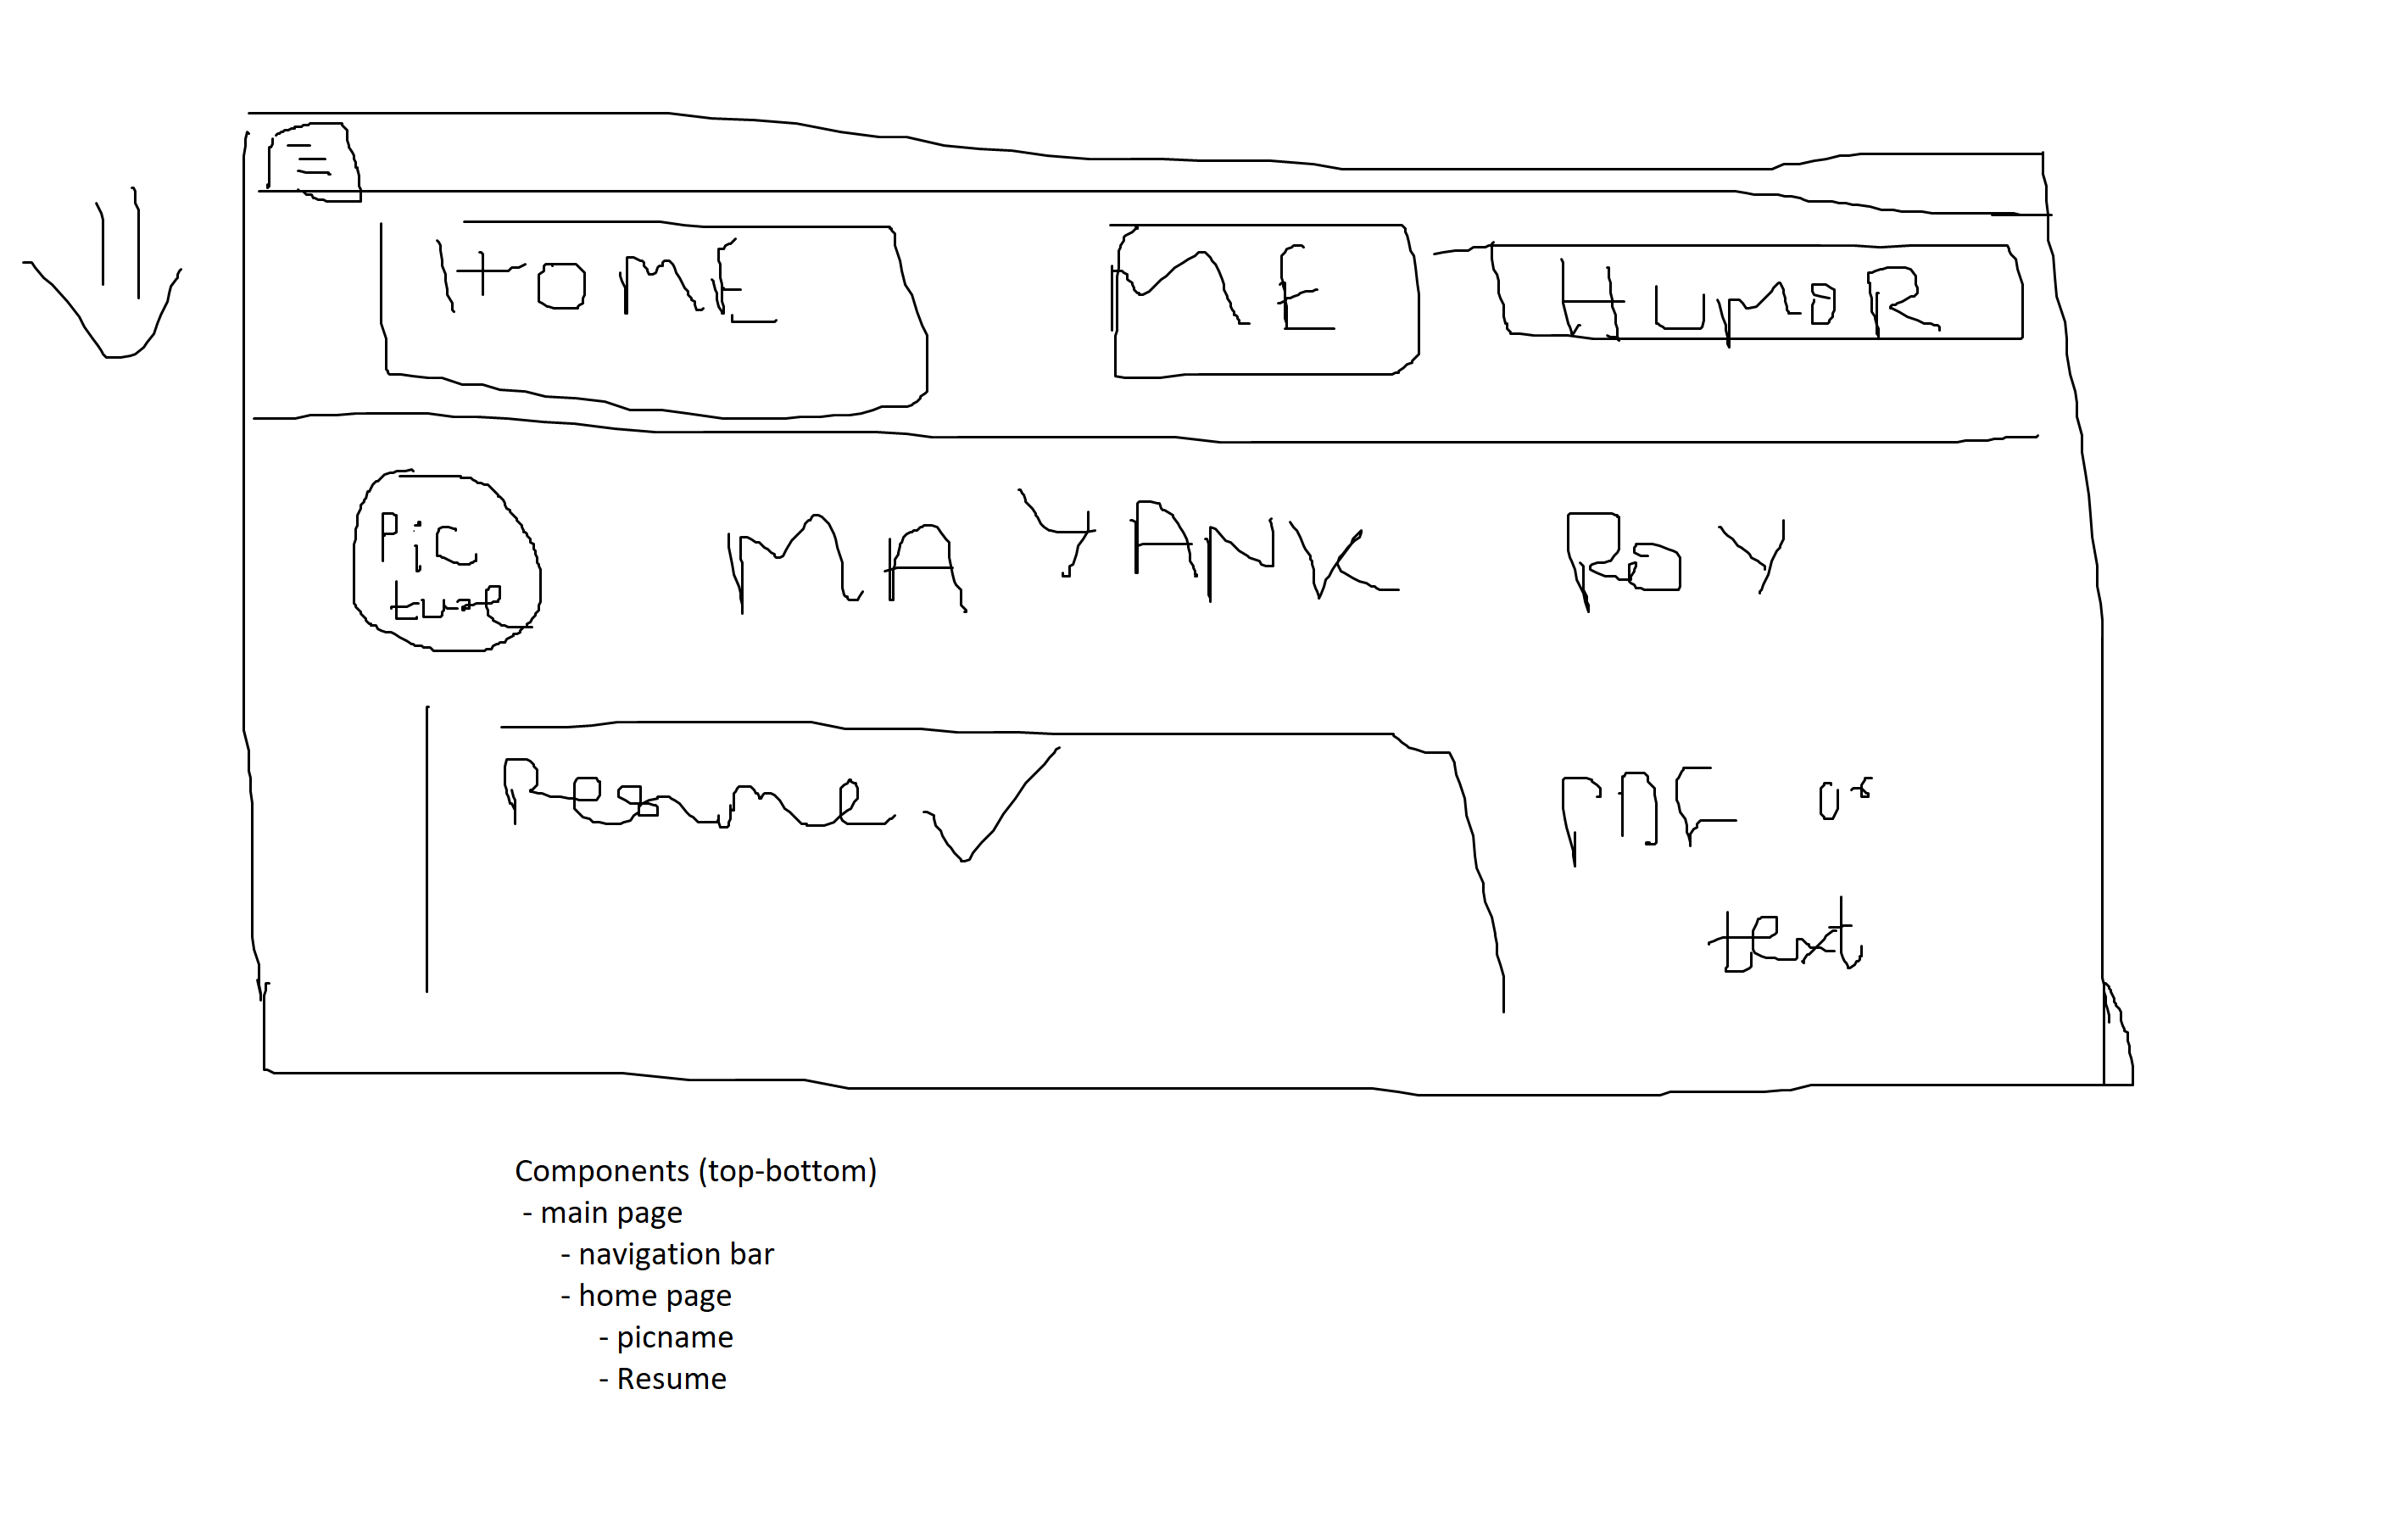 HOME ME HUMOR
Picture MAYANK ROY
Resume or
text
Components (top-bottom)
- main page
- navigation bar
- home page
- picname
- Resume